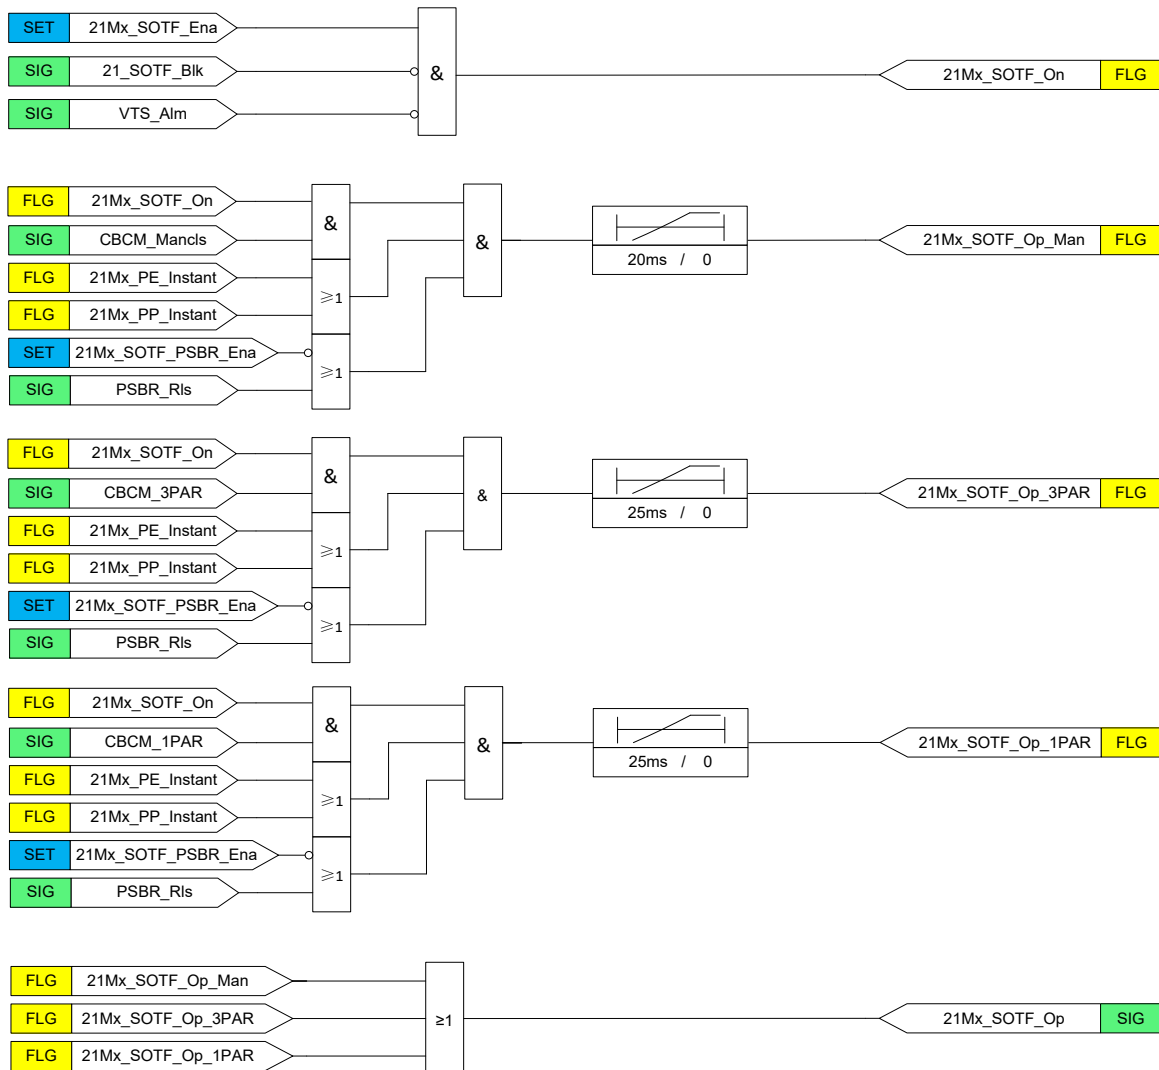 SET 21Mx_SOTF_Ena
SIG 21_SOTF_Blk
&
21Mx_SOTF_On FLG
SIG VTS_Alm
FLG 21Mx_SOTF_On
&
SIG CBCM_Mancls
&
21Mx_SOTF_Op_Man FLG
20ms / 0
FLG 21Mx_PE_Instant
≥1
FLG 21Mx_PP_Instant
SET 21Mx_SOTF_PSBR_Ena
≥1
SIG PSBR_Rls
FLG 21Mx_SOTF_On
&
SIG CBCM_3PAR
&
21Mx_SOTF_Op_3PAR FLG
25ms / 0
FLG 21Mx_PE_Instant
≥1
FLG 21Mx_PP_Instant
SET 21Mx_SOTF_PSBR_Ena
≥1
SIG PSBR_Rls
FLG 21Mx_SOTF_On
&
SIG CBCM_1PAR
&
21Mx_SOTF_Op_1PAR FLG
25ms / 0
FLG 21Mx_PE_Instant
≥1
FLG 21Mx_PP_Instant
SET 21Mx_SOTF_PSBR_Ena
≥1
SIG PSBR_Rls
FLG 21Mx_SOTF_Op_Man
FLG 21Mx_SOTF_Op_3PAR
≥1
21Mx_SOTF_Op SIG
FLG 21Mx_SOTF_Op_1PAR